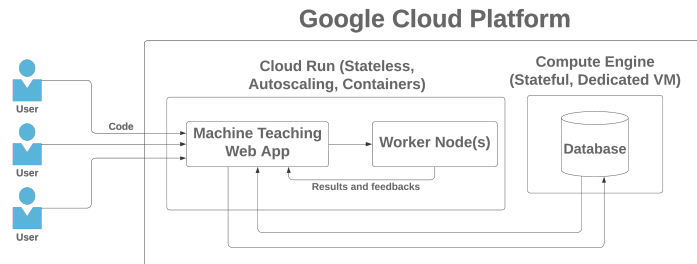 Google Cloud Platform
Cloud Run (Stateless,
Autoscaling, Containers)
Compute Engine
(Stateful, Dedicated VM)
User
Code
User
User
Machine Teaching
Web App
Worker Node(s)
Results and feedbacks
Database